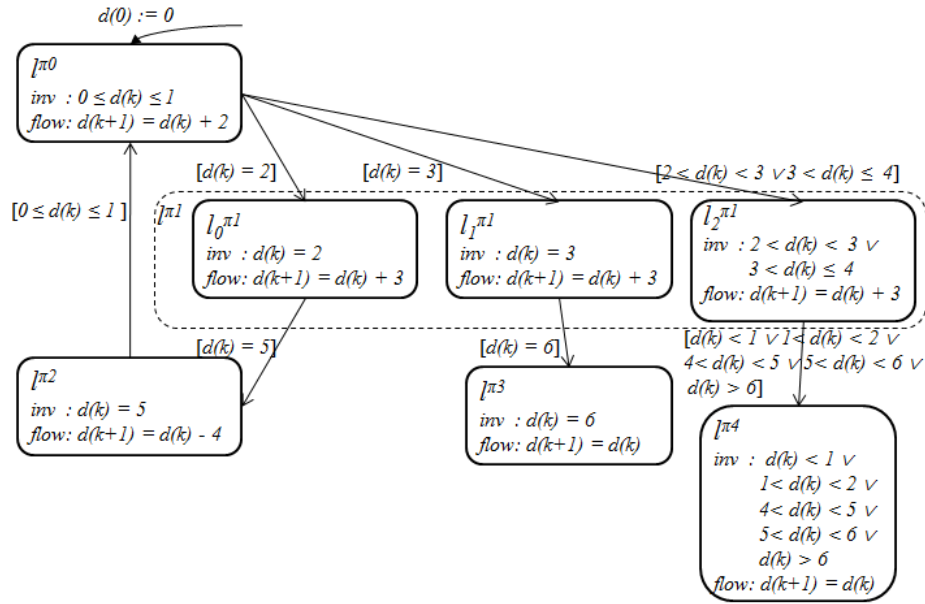 d(0) := 0
l^π0
inv : 0 ≤ d(k) ≤ 1
flow: d(k+1) = d(k) + 2
[d(k) = 2]
[d(k) = 3]
[2 < d(k) < 3 ∨ 3 < d(k) ≤ 4]
[0 ≤ d(k) ≤ 1 ]
l^π1
l_0^π1
inv : d(k) = 2
flow: d(k+1) = d(k) + 3
l_1^π1
inv : d(k) = 3
flow: d(k+1) = d(k) + 3
l_2^π1
inv : 2 < d(k) < 3 ∨
3 < d(k) ≤ 4
flow: d(k+1) = d(k) + 3
[d(k) = 5]
[d(k) = 6]
[d(k) < 1 ∨ 1< d(k) < 2 ∨
4< d(k) < 5 ∨ 5< d(k) < 6 ∨
d(k) > 6]
l^π2
inv : d(k) = 5
flow: d(k+1) = d(k) - 4
l^π3
inv : d(k) = 6
flow: d(k+1) = d(k)
l^π4
inv : d(k) < 1 ∨
1< d(k) < 2 ∨
4< d(k) < 5 ∨
5< d(k) < 6 ∨
d(k) > 6
flow: d(k+1) = d(k)